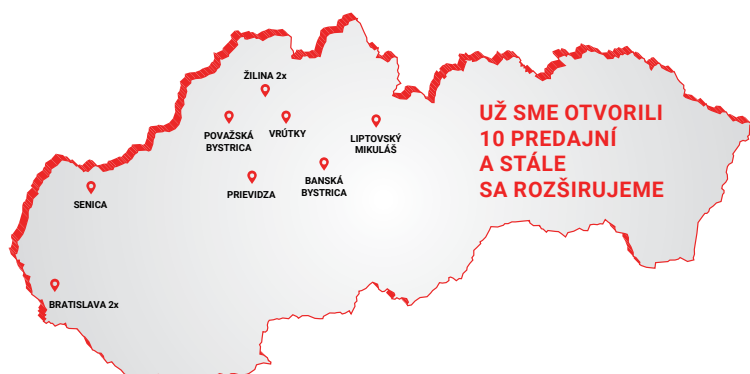 ŽILINA 2x
POVAŽSKÁ
BYSTRICA
VRÚTKY
LIPTOVSKÝ
MIKULÁŠ
PRIEVIDZA
BANSKÁ
BYSTRICA
SENICA
BRATISLAVA 2x
UŽ SME OTVORILI
10 PREDAJNÍ
A STÁLE
SA ROZŠIRUJEME